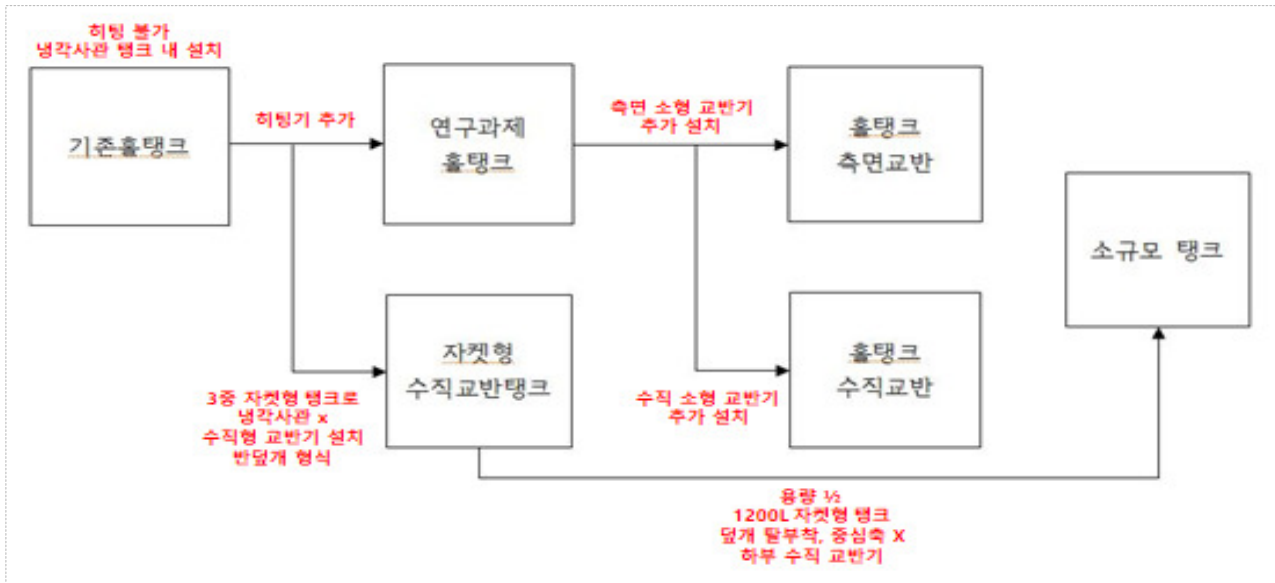 히팅 불가
냉각사관 탱크 내 설치
기존홀탱크
히팅기 추가
연구과제
홀탱크
측면 소형 교반기
추가 설치
홀탱크
측면교반
소규모 탱크
자켓형
수직교반탱크
3중 자켓형 탱크로
냉각사관 x
수직형 교반기 설치
반덮개 형식
수직 소형 교반기
추가 설치
홀탱크
수직교반
용량 ½
1200L 자켓형 탱크
덮개 탈부착, 중심축 X
하부 수직 교반기